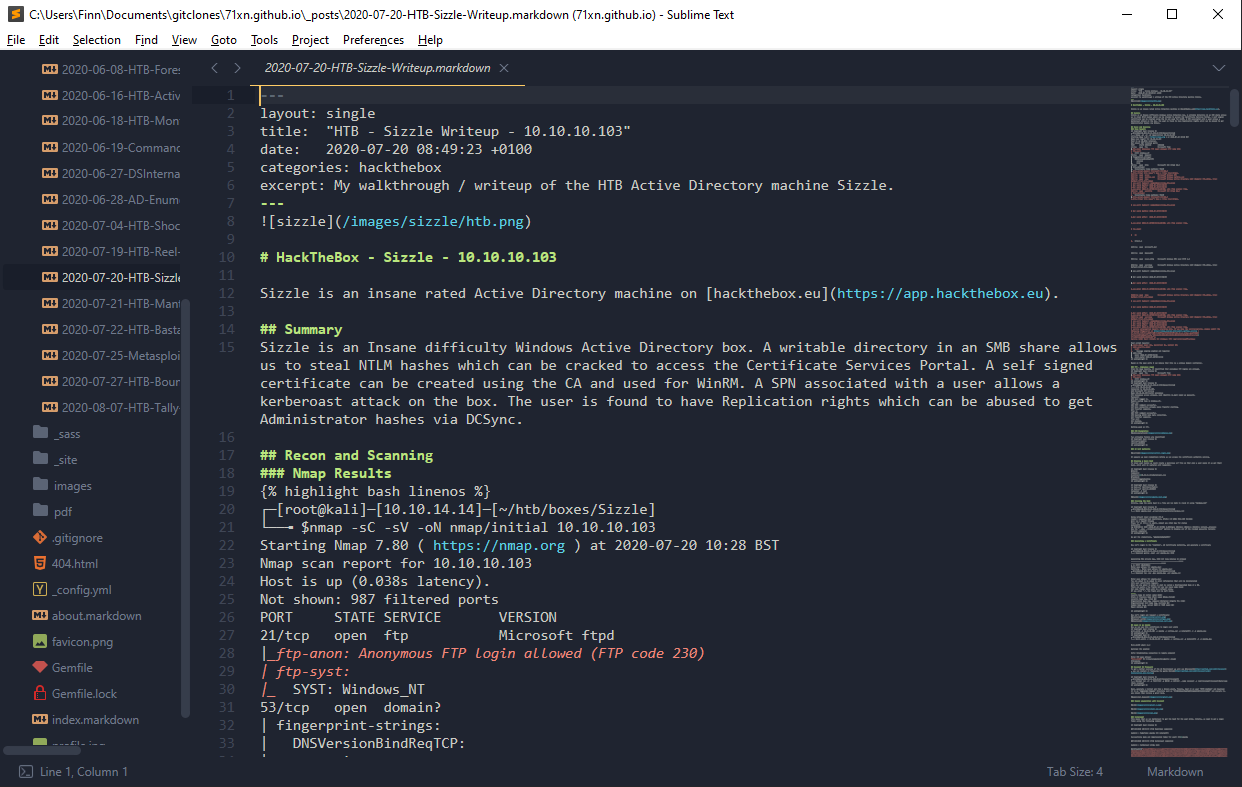 C:\Users\Finn\Documents\gitclones\71xn.github.io\_posts\2020-07-20-HTB-Sizzle-Writeup.markdown (71xn.github.io) - Sublime Text
File Edit Selection Find View Goto Tools Project Preferences Help
2020-06-08-HTB-Fores
2020-06-16-HTB-Activ
2020-06-18-HTB-Mon
2020-06-19-Commanc
2020-06-27-DSInterna
2020-06-28-AD-Enum
2020-07-04-HTB-Shoc
2020-07-19-HTB-Reel-
2020-07-20-HTB-Sizzle
2020-07-21-HTB-Mant
2020-07-22-HTB-Basta
2020-07-25-Metasploi
2020-07-27-HTB-Boun
2020-08-07-HTB-Tally-
_sass
_site
images
pdf
.gitignore
404.html
_config.yml
about.markdown
favicon.png
Gemfile
Gemfile.lock
index.markdown
profile.jpg
2020-07-20-HTB-Sizzle-Writeup.markdown
1 ---
2 layout: single
3 title:  "HTB - Sizzle Writeup - 10.10.10.103"
4 date:   2020-07-20 08:49:23 +0100
5 categories: hackthebox
6 excerpt: My walkthrough / writeup of the HTB Active Directory machine Sizzle.
7 ---
8 ![sizzle](/images/sizzle/htb.png)
9
10 # HackTheBox - Sizzle - 10.10.10.103
11
12 Sizzle is an insane rated Active Directory machine on [hackthebox.eu](https://app.hackthebox.eu).
13
14 ## Summary
15 Sizzle is an Insane difficulty Windows Active Directory box. A writable directory in an SMB share allows
us to steal NTLM hashes which can be cracked to access the Certificate Services Portal. A self signed
certificate can be created using the CA and used for WinRM. A SPN associated with a user allows a
kerberoast attack on the box. The user is found to have Replication rights which can be abused to get
Administrator hashes via DCSync.
16
17 ## Recon and Scanning
18 ### Nmap Results
19 {% highlight bash linenos %}
20 ┌─[root@kali]─[10.10.14.14]─[~/htb/boxes/Sizzle]
21 └──╼ $nmap -sC -sV -oN nmap/initial 10.10.10.103
22 Starting Nmap 7.80 ( https://nmap.org ) at 2020-07-20 10:28 BST
23 Nmap scan report for 10.10.10.103
24 Host is up (0.038s latency).
25 Not shown: 987 filtered ports
26 PORT     STATE SERVICE       VERSION
27 21/tcp   open  ftp           Microsoft ftpd
28 |_ftp-anon: Anonymous FTP login allowed (FTP code 230)
29 | ftp-syst:
30 |_  SYST: Windows_NT
31 53/tcp   open  domain?
32 | fingerprint-strings:
33 |   DNSVersionBindReqTCP:
Line 1, Column 1
Tab Size: 4
Markdown